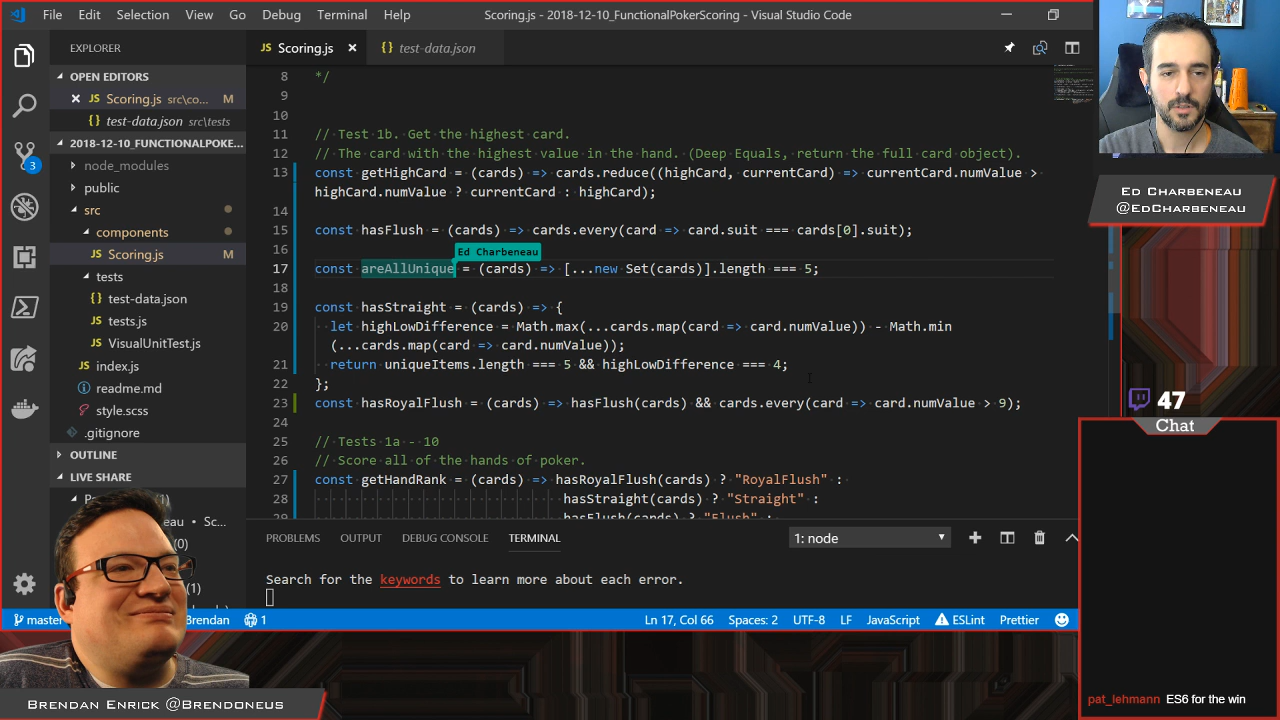 File Edit Selection View Go Debug Terminal Help
Scoring.js - 2018-12-10_FunctionalPokerScoring - Visual Studio Code
EXPLORER
OPEN EDITORS
Scoring.js src\co... M
test-data.json src\tests
2018-12-10_FUNCTIONALPOKE...
node_modules
public
src
components
Scoring.js M
tests
test-data.json
tests.js
VisualUnitTest.js
index.js
readme.md
style.scss
.gitignore
OUTLINE
LIVE SHARE
(1)
Sc...
(0)
(1)
3
Scoring.js
test-data.json
8 */
9
10
11 // Test 1b. Get the highest card.
12 // The card with the highest value in the hand. (Deep Equals, return the full card object).
13 const getHighCard = (cards) => cards.reduce((highCard, currentCard) => currentCard.numValue >
highCard.numValue ? currentCard : highCard);
14
15 const hasFlush = (cards) => cards.every(card => card.suit === cards[0].suit);
16
Ed Charbeneau
17 const areAllUnique = (cards) => [...new Set(cards)].length === 5;
18
19 const hasStraight = (cards) => {
20 let highLowDifference = Math.max(...cards.map(card => card.numValue)) - Math.min
(...cards.map(card => card.numValue));
21 return uniqueItems.length === 5 && highLowDifference === 4;
22 };
23 const hasRoyalFlush = (cards) => hasFlush(cards) && cards.every(card => card.numValue > 9);
24
25 // Tests 1a - 10
26 // Score all of the hands of poker.
27 const getHandRank = (cards) => hasRoyalFlush(cards) ? "RoyalFlush" :
28 hasStraight(cards) ? "Straight" :
29 hasFlush(cards) ? "Flush" :
PROBLEMS OUTPUT DEBUG CONSOLE TERMINAL
1: node
Search for the keywords to learn more about each error.
master
Brendan
1
Ln 17, Col 66 Spaces: 2 UTF-8 LF JavaScript ESLint Prettier
Ed Charbeneau
@EdCharbeneau
47
Chat
pat_lehmann ES6 for the win
Brendan Enrick @Brendoneus